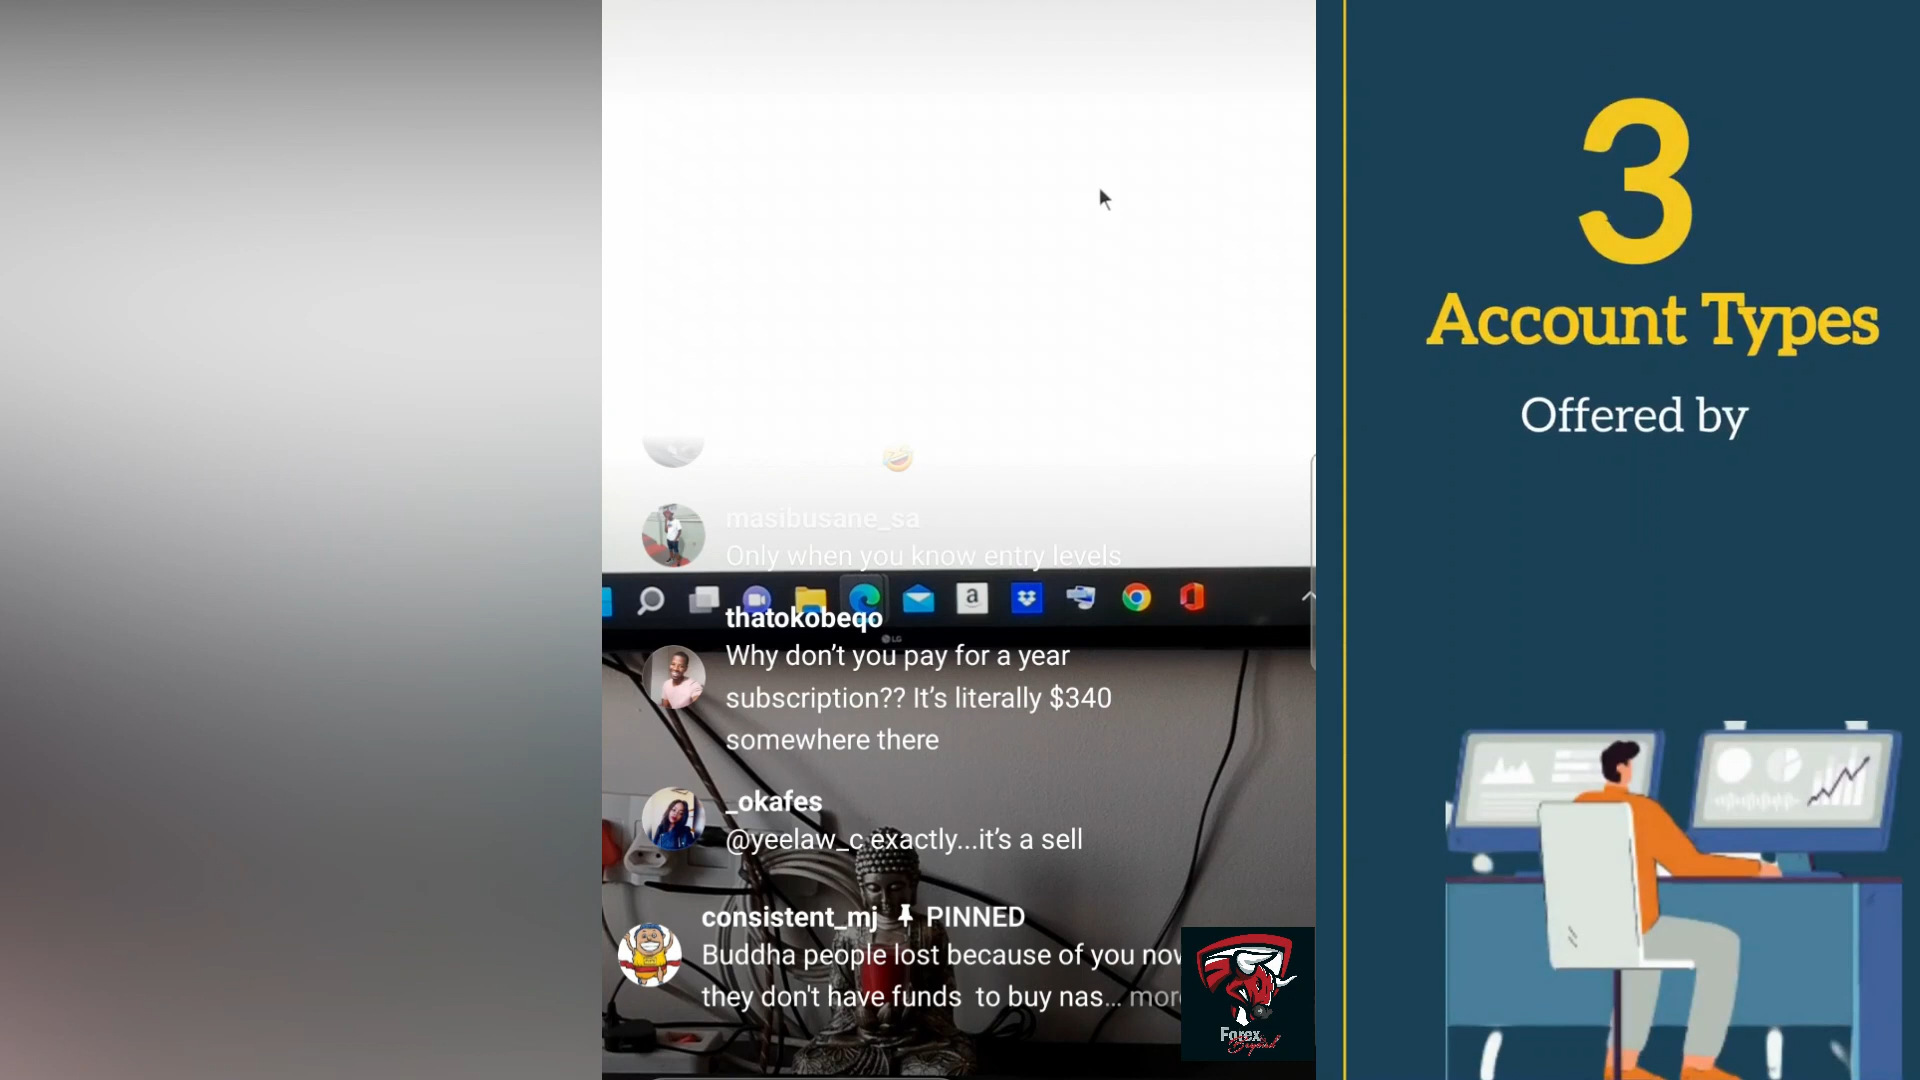 masibusane_sa
Only when you know entry levels
LG
thatokobeqo
Why don't you pay for a year
subscription?? It's literally $340
somewhere there
_okafes
@yeelaw_c exactly...it's a sell
consistent_mj PINNED
Buddha people lost because of you now
they don't have funds to buy nas... more
Forex
Beyond
3
Account Types
Offered by